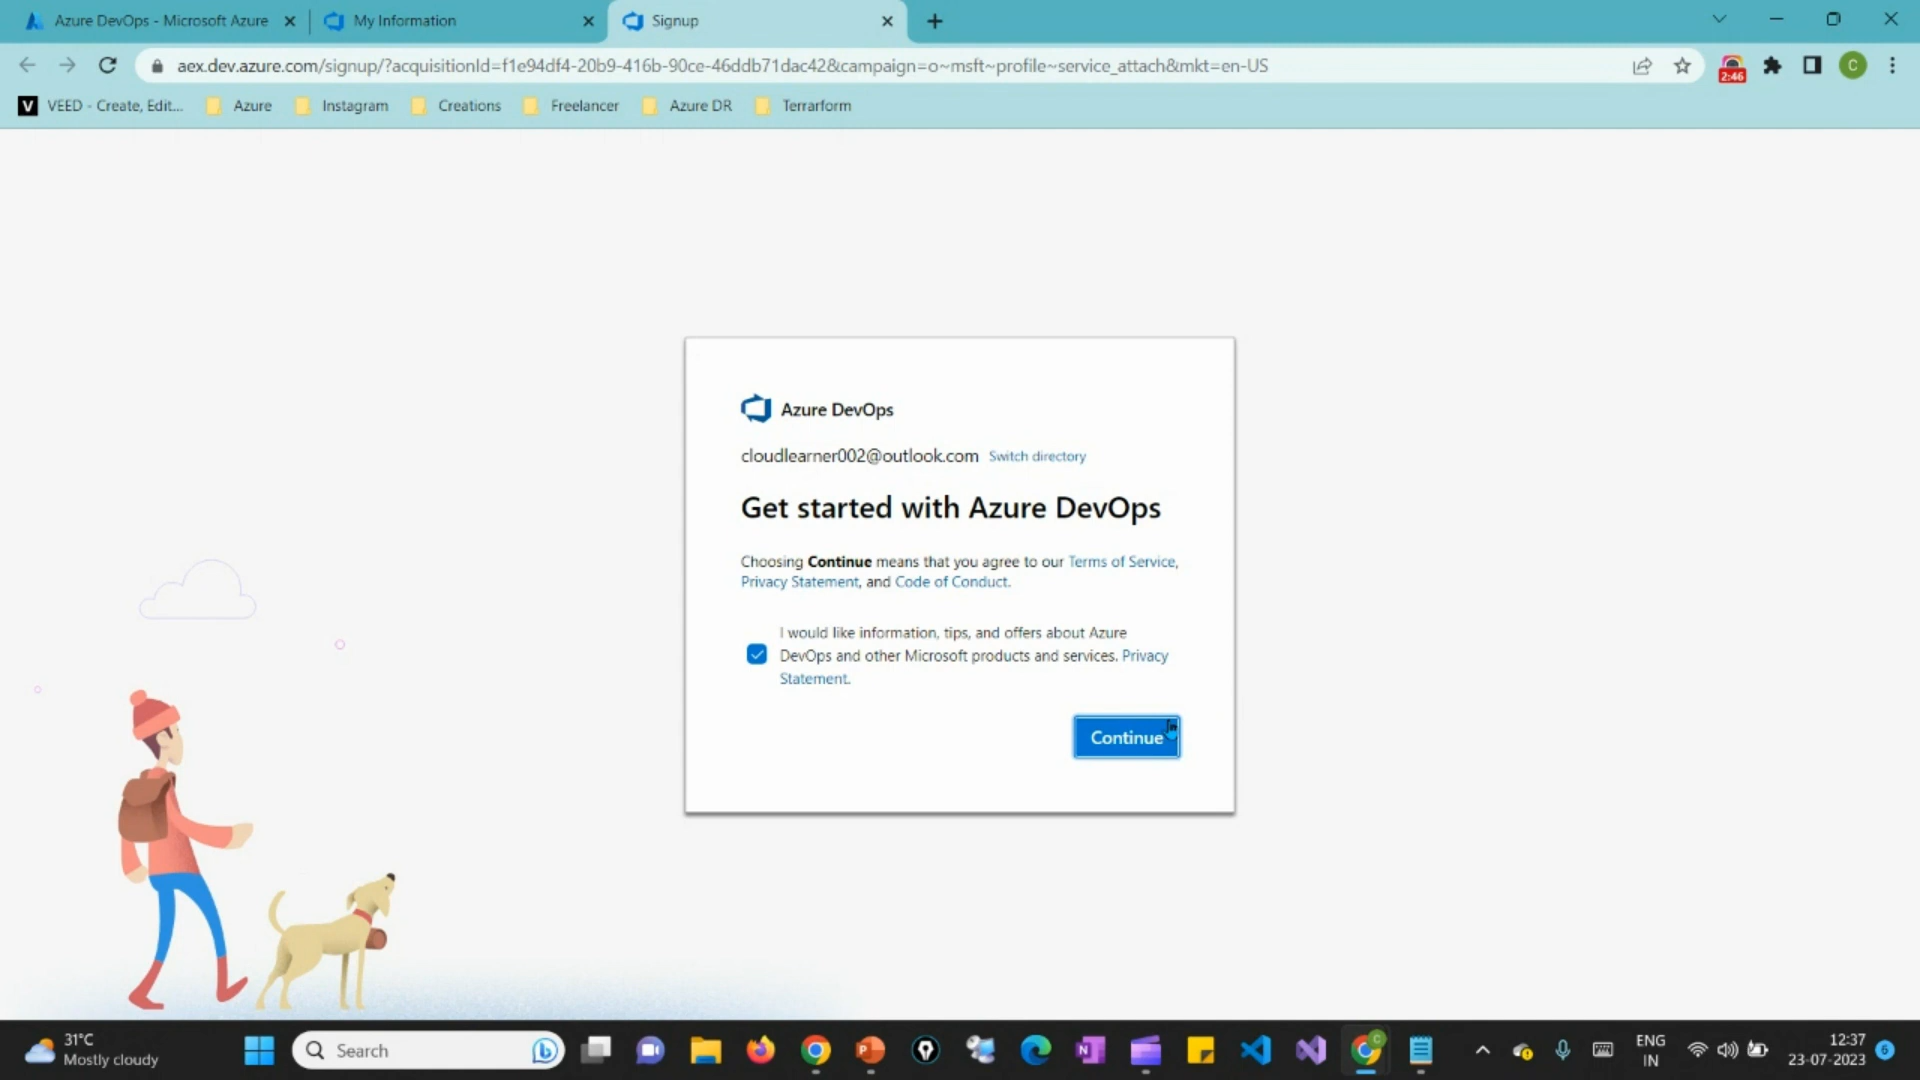 Azure DevOps - Microsoft Azure
My Information
Signup
aex.dev.azure.com/signup/?acquisitionId=f1e94df4-20b9-416b-90ce-46ddb71dac42&campaign=o~msft~profile~service_attach&mkt=en-US
2:46
C
V
VEED - Create, Edit...
Azure
Instagram
Creations
Freelancer
Azure DR
Terrarform
Azure DevOps
cloudlearner002@outlook.com Switch directory
Get started with Azure DevOps
Choosing Continue means that you agree to our Terms of Service,
Privacy Statement, and Code of Conduct.
I would like information, tips, and offers about Azure
DevOps and other Microsoft products and services. Privacy
Statement.
Continue
31°C
Mostly cloudy
Search
ENG
IN
12:37
23-07-2023
6